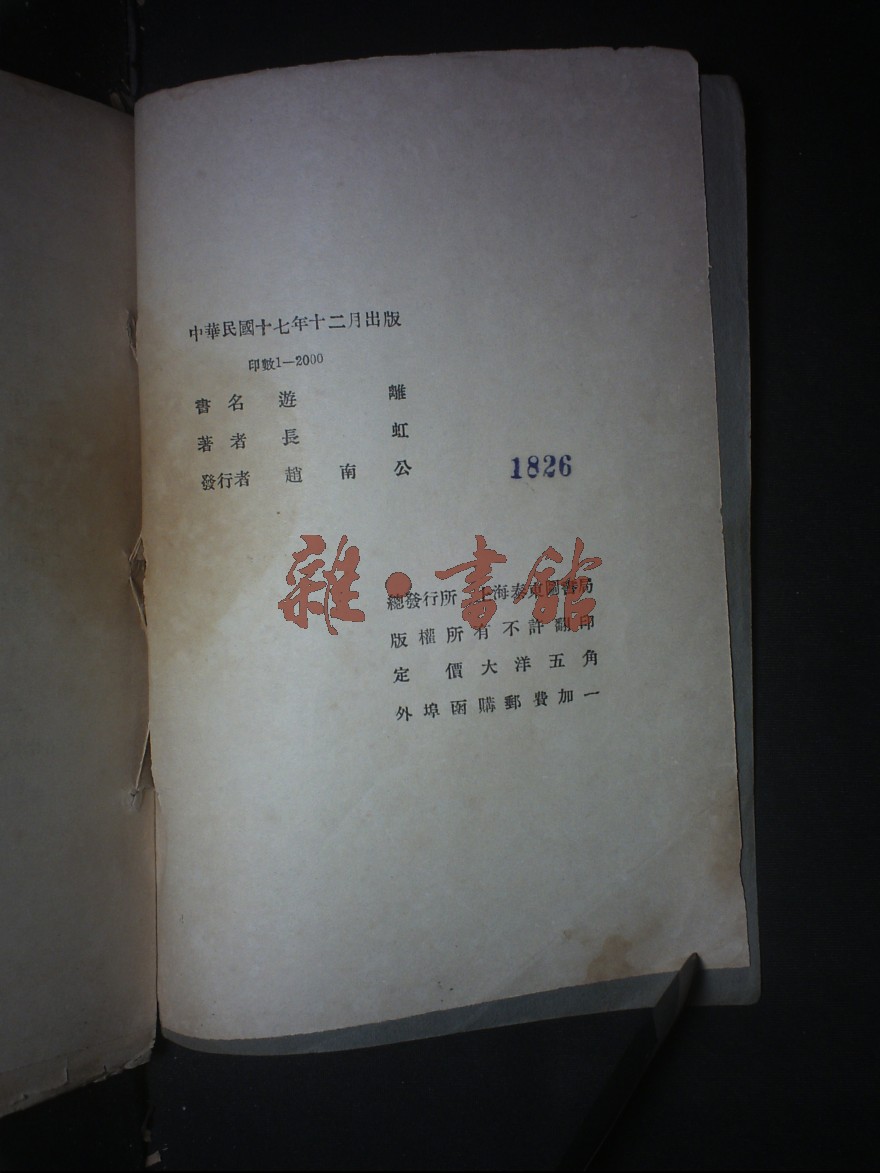 中華民國十七年十二月出版
印數1—2000
書名 遊離
著者 長虹
發行者 趙南公
1826
雜·書館
總發行所 上海泰東圖書局
版權所有不許翻印
定價大洋五角
外埠函購郵費加一